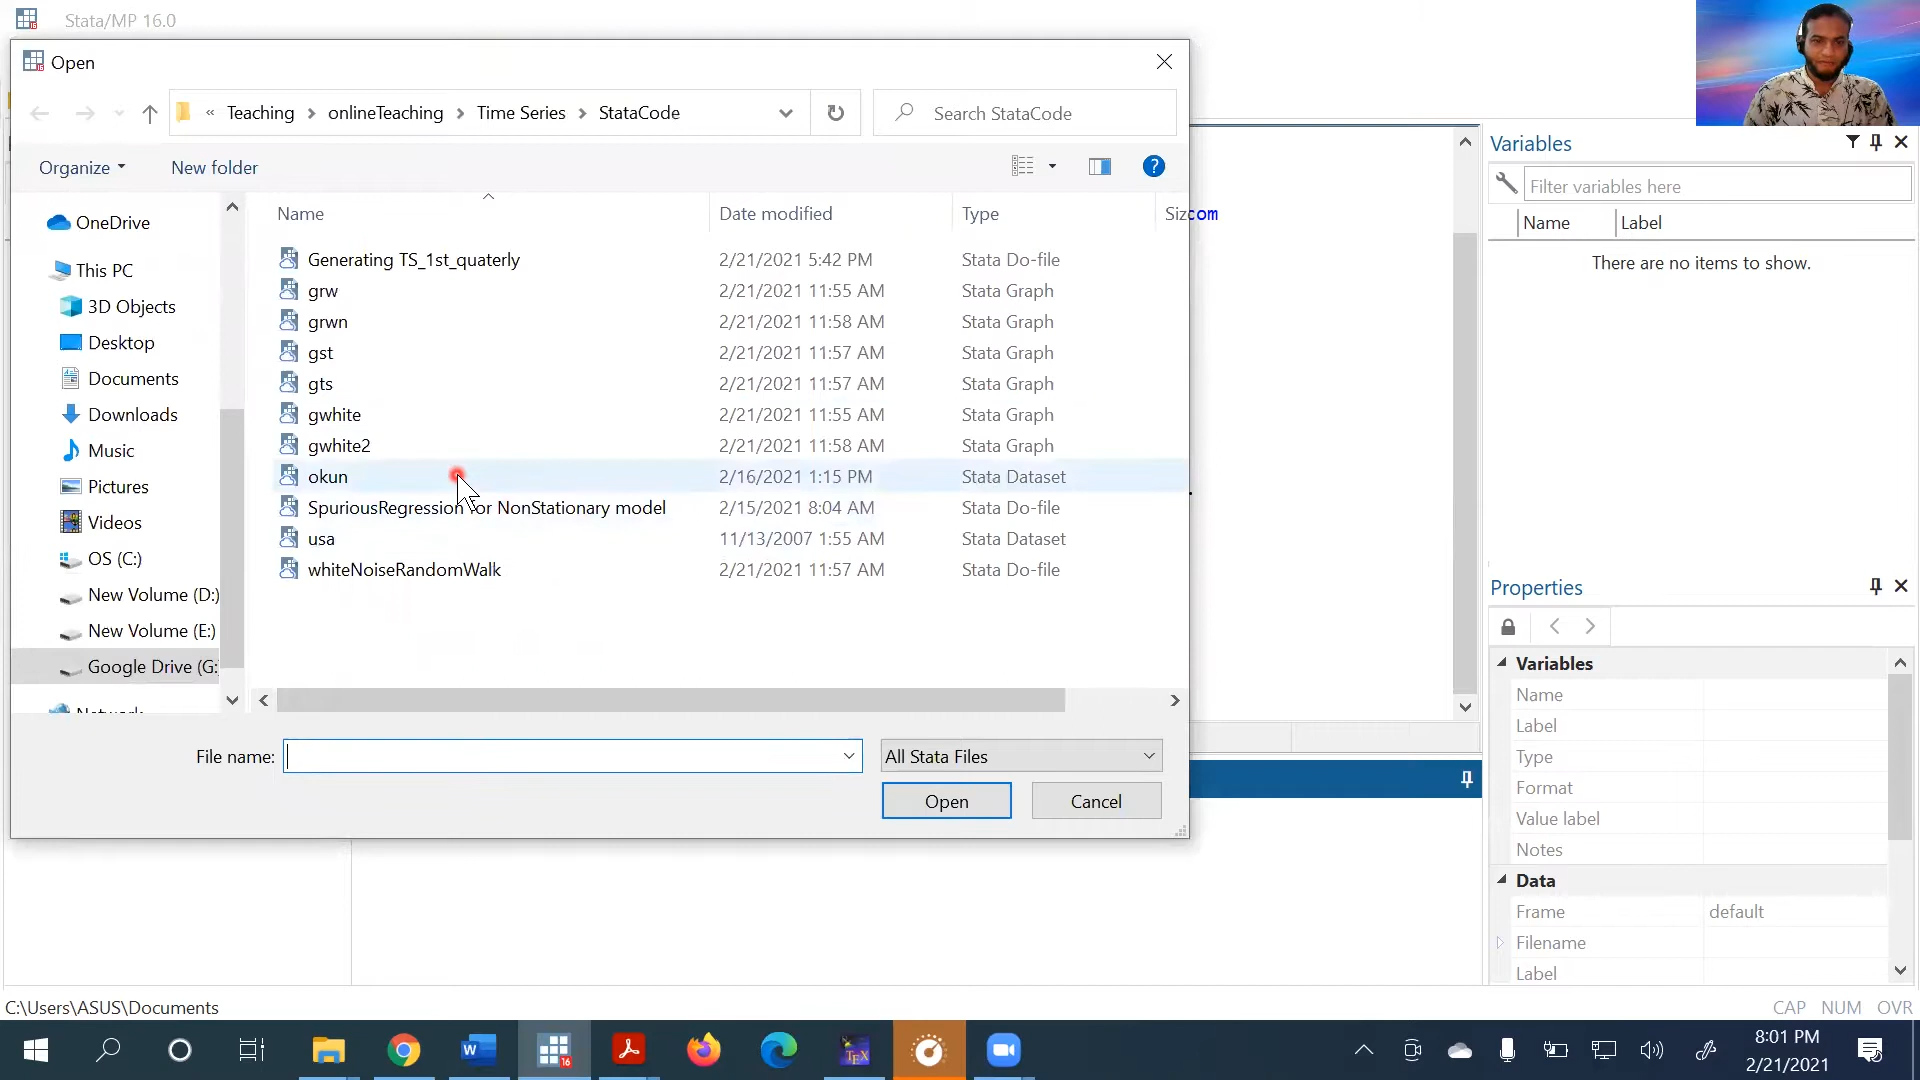 Stata/MP 16.0
Open
« Teaching > onlineTeaching > Time Series > StataCode
Search StataCode
Organize
New folder
?
Name
Date modified
Type
Siz
com
OneDrive
This PC
3D Objects
Desktop
Documents
Downloads
Music
Pictures
Videos
OS (C:)
New Volume (D:)
New Volume (E:)
Google Drive (G:
Network
Generating TS_1st_quaterly 2/21/2021 5:42 PM Stata Do-file
grw 2/21/2021 11:55 AM Stata Graph
grwn 2/21/2021 11:58 AM Stata Graph
gst 2/21/2021 11:57 AM Stata Graph
gts 2/21/2021 11:57 AM Stata Graph
gwhite 2/21/2021 11:55 AM Stata Graph
gwhite2 2/21/2021 11:58 AM Stata Graph
okun 2/16/2021 1:15 PM Stata Dataset
SpuriousRegression for NonStationary model 2/15/2021 8:04 AM Stata Do-file
usa 11/13/2007 1:55 AM Stata Dataset
whiteNoiseRandomWalk 2/21/2021 11:57 AM Stata Do-file
File name:
All Stata Files
Open
Cancel
Variables
Filter variables here
Name Label
There are no items to show.
Properties
Variables
Name
Label
Type
Format
Value label
Notes
Data
Frame default
Filename
Label
C:\Users\ASUS\Documents
CAP NUM OVR
W
16
TEX
8:01 PM
2/21/2021